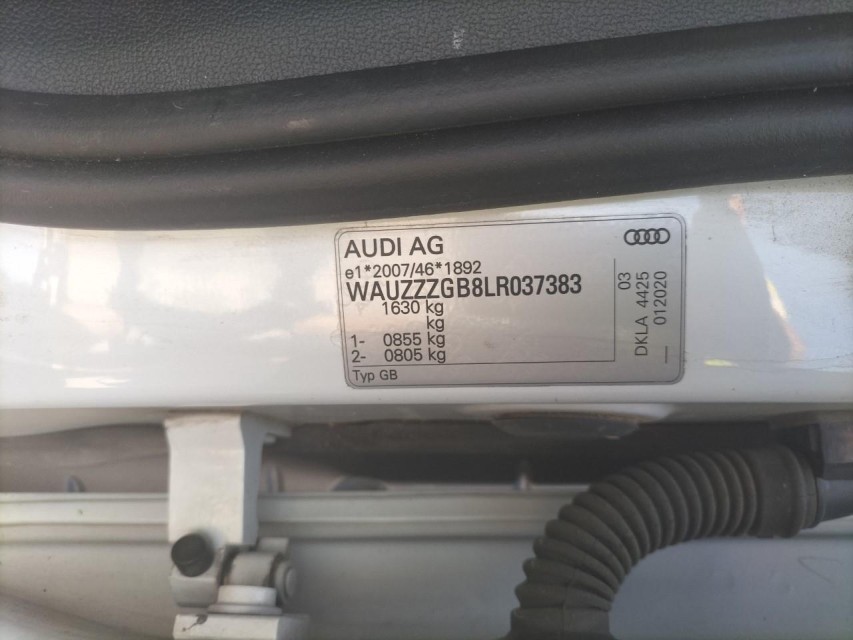 AUDI AG
e1*2007/46*1892
WAUZZZGB8LR037383
1630 kg
kg
1- 0855 kg
2- 0805 kg
Typ GB
03
DKLA 4425
__ 012020